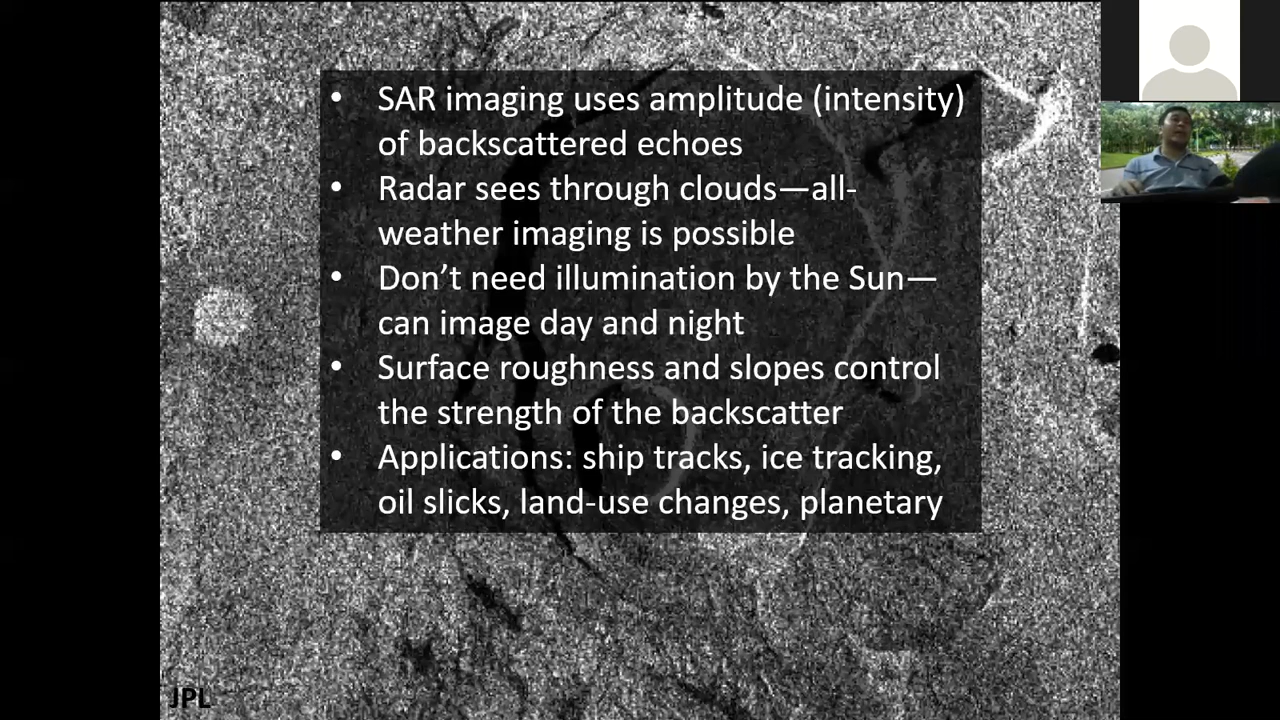 • SAR imaging uses amplitude (intensity)
of backscattered echoes
• Radar sees through clouds—all-
weather imaging is possible
• Don’t need illumination by the Sun—
can image day and night
• Surface roughness and slopes control
the strength of the backscatter
• Applications: ship tracks, ice tracking,
oil slicks, land-use changes, planetary
JPL